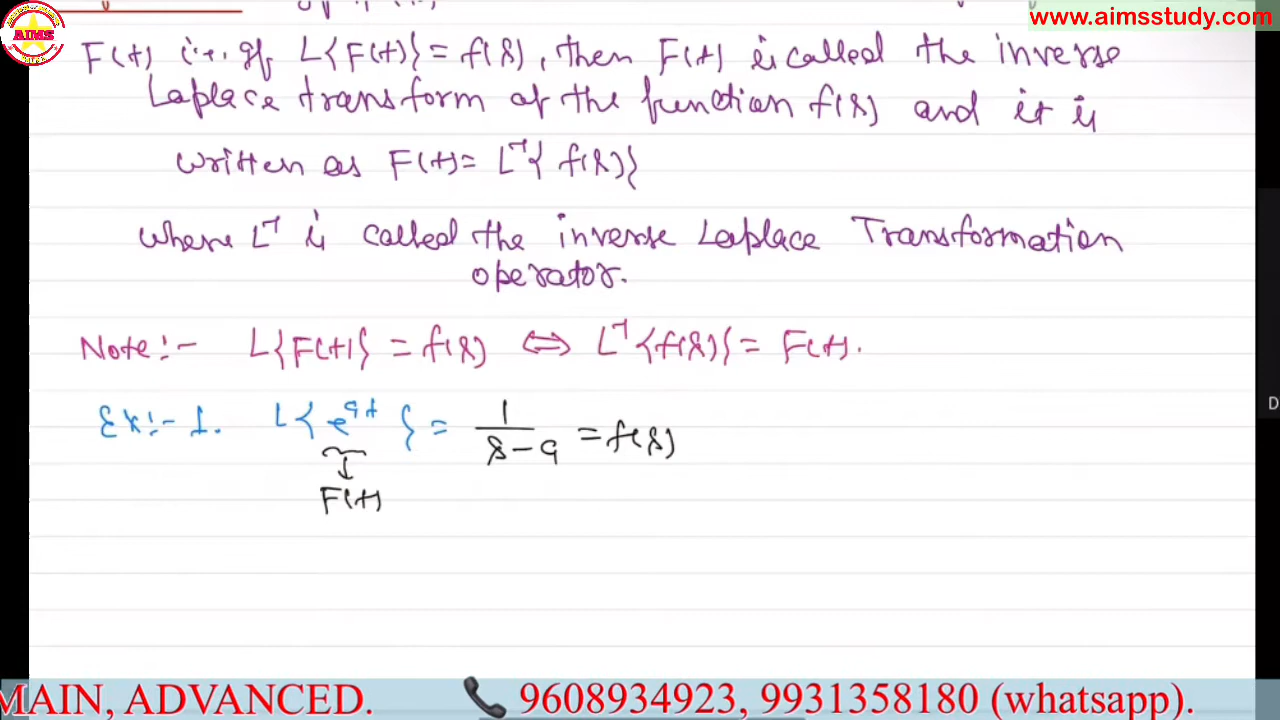 AIMS
www.aimsstudy.com
F(t) i.e. if L{F(t)} = f(s), then F(t) is called the inverse
Laplace transform of the function f(s) and it is
written as F(t) = L⁻¹{ f(s)}
where L⁻¹ is called the inverse Laplace Transformation
operator.
Note:- L{F(t)} = f(s) ⇔ L⁻¹{f(s)} = F(t).
Ex:- 1. L{ e^{at} } = 1/(s-a) = f(s)
↓
F(t)
D
MAIN, ADVANCED. 📞 9608934923, 9931358180 (whatsapp).